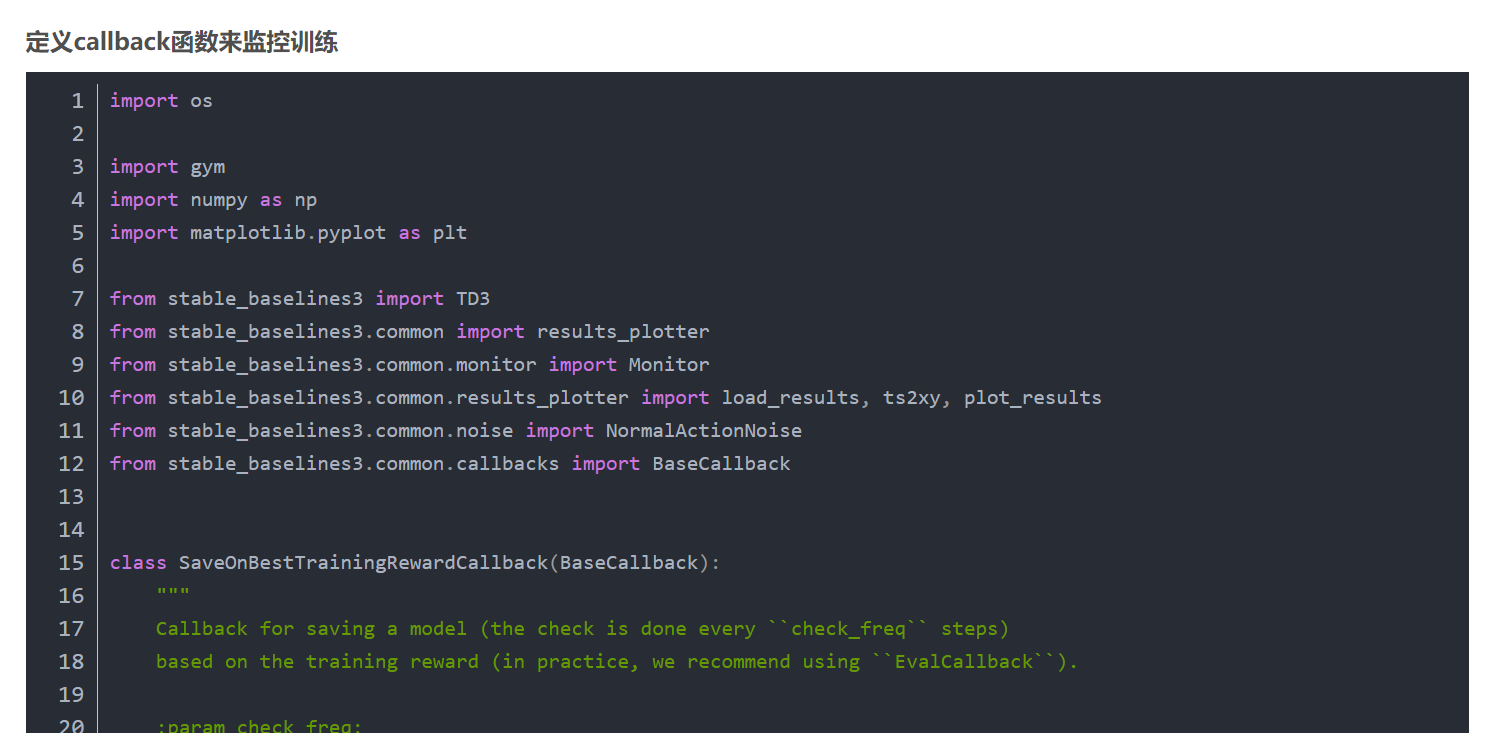 定义callback函数来监控训练
1 import os
2
3 import gym
4 import numpy as np
5 import matplotlib.pyplot as plt
6
7 from stable_baselines3 import TD3
8 from stable_baselines3.common import results_plotter
9 from stable_baselines3.common.monitor import Monitor
10 from stable_baselines3.common.results_plotter import load_results, ts2xy, plot_results
11 from stable_baselines3.common.noise import NormalActionNoise
12 from stable_baselines3.common.callbacks import BaseCallback
13
14
15 class SaveOnBestTrainingRewardCallback(BaseCallback):
16     """
17     Callback for saving a model (the check is done every ``check_freq`` steps)
18     based on the training reward (in practice, we recommend using ``EvalCallback``).
19
20     :param check_freq: